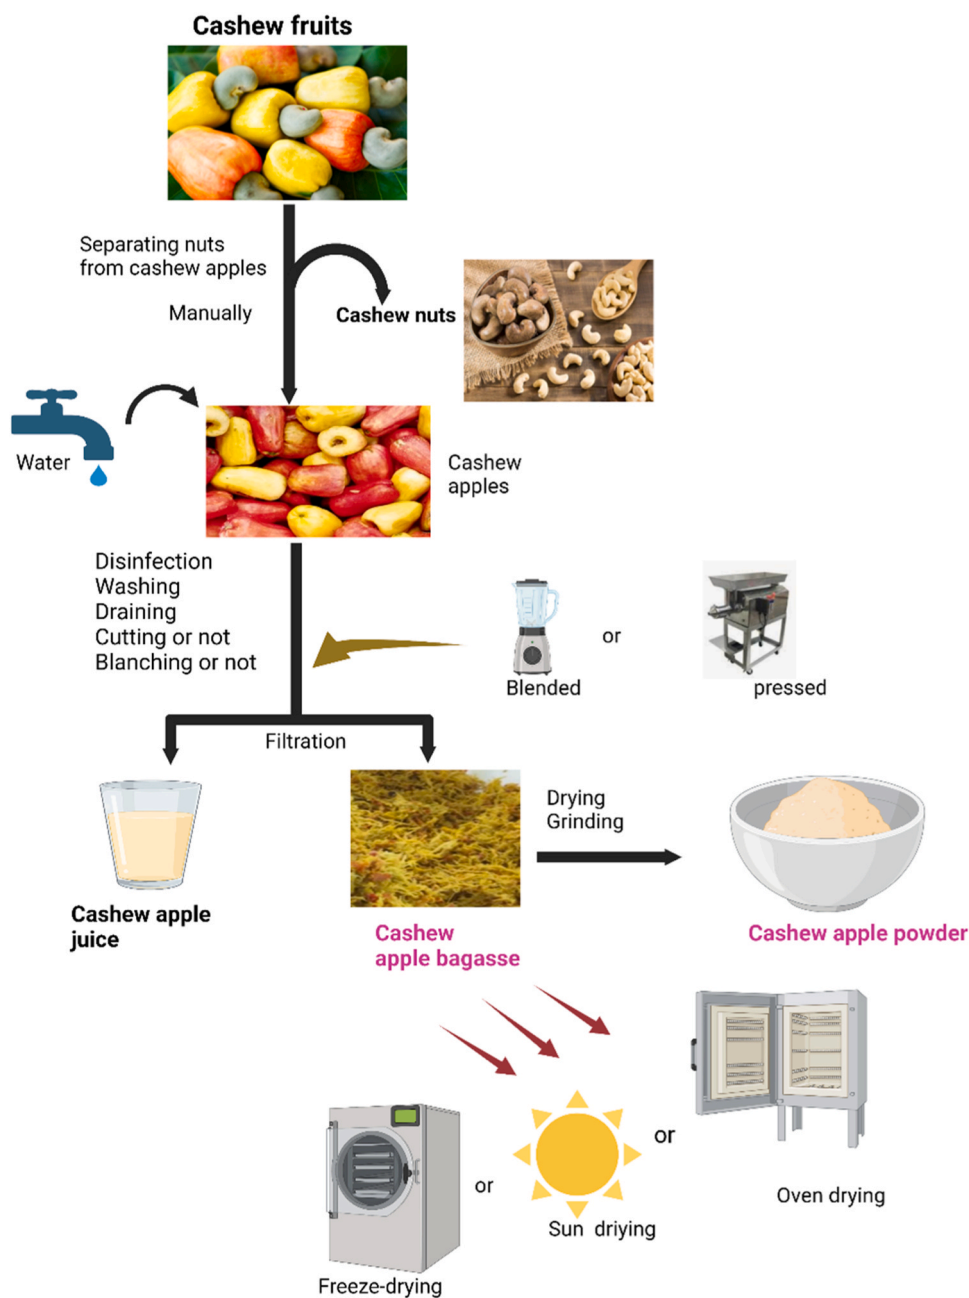 Cashew fruits
Separating nuts
from cashew apples
Manually
Cashew nuts
Water
Cashew
apples
Disinfection
Washing
Draining
Cutting or not
Blanching or not
or
Blended
pressed
Filtration
Drying
Grinding
Cashew apple
juice
Cashew
apple bagasse
Cashew apple powder
or
or
Oven drying
Sun driying
Freeze-drying